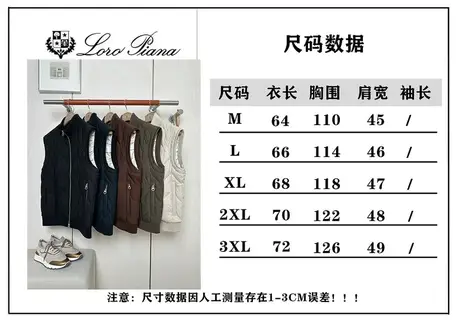 Loro Piana
尺码数据
尺码 衣长 胸围 肩宽 袖长
M 64 110 45 /
L 66 114 46 /
XL 68 118 47 /
2XL 70 122 48 /
3XL 72 126 49 /
注意：尺寸数据因人工测量存在1-3CM误差！！！